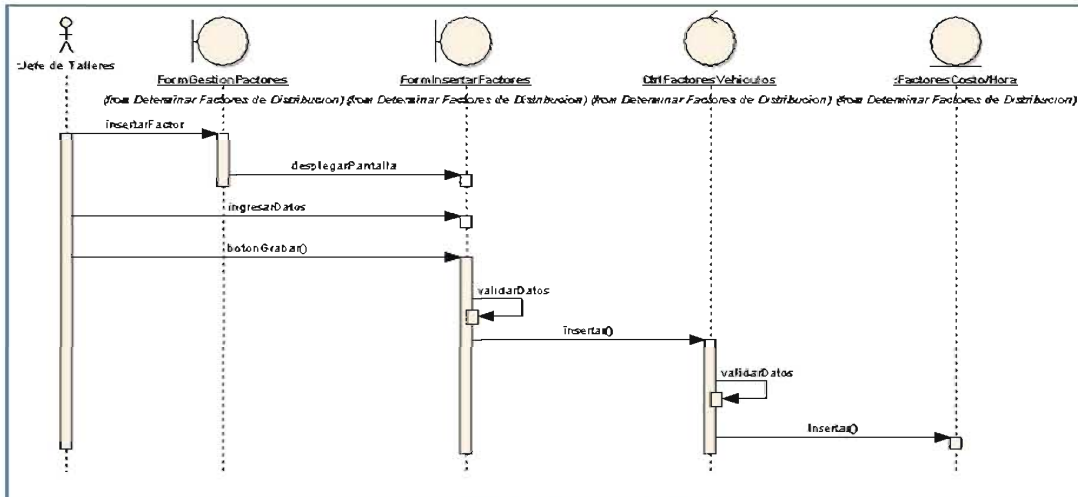 :Jefe de Talleres
FormGestionFactores
FormInsertarFactores
CtrlFactoresVehiculos
:FactoresCosto/Hora
(from Determinar Factores de Distribucion) (from Determinar Factores de Distribucion) (from Determinar Factores de Distribucion) (from Determinar Factores de Distribucion)
insertarFactor
desplegarPantalla
ingresarDatos
botonGrabar()
validarDatos
insertar()
validarDatos
insertar()